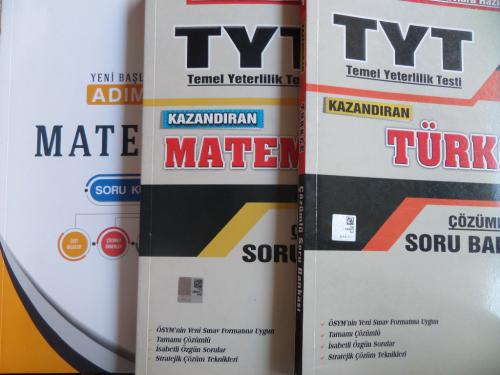 YENİ BAŞL
ADIM
MATE
SORU K
TYT
Temel Yeterlilik Tes
KAZANDIRAN
MATEM
SORU
ÖSYM'nin Yeni Sınav Formatına Uygun
Tamamı Çözümlü
İsabetli Özgün Sorular
Stratejik Çözüm Teknikleri
TÜRKÇE
Çözümlü Soru Bankası
TYT
Temel Yeterlilik Testi
KAZANDIRAN
TÜRK
ÇÖZÜML
SORU BAN
ÖSYM'nin Yeni Sınav Formatına Uygun
Tamamı Çözümlü
İsabetli Özgün Sorular
Stratejik Çözüm Teknikleri